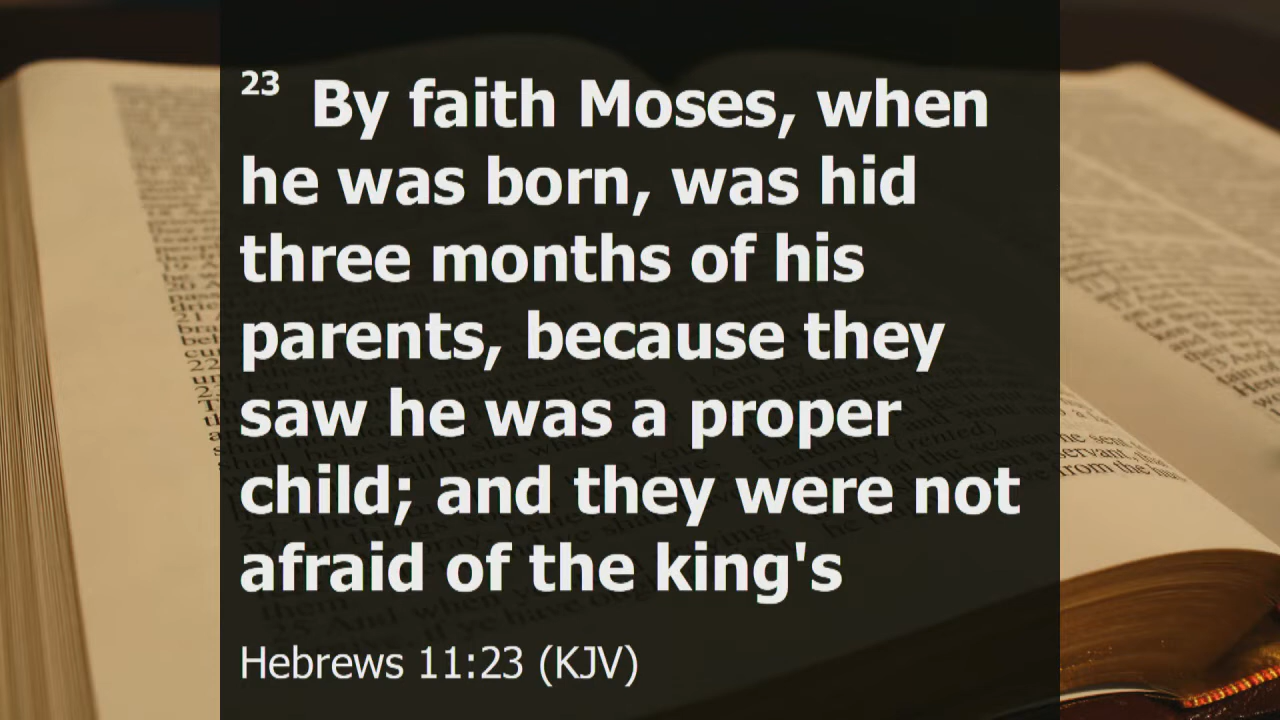 23 By faith Moses, when
he was born, was hid
three months of his
parents, because they
saw he was a proper
child; and they were not
afraid of the king's
Hebrews 11:23 (KJV)